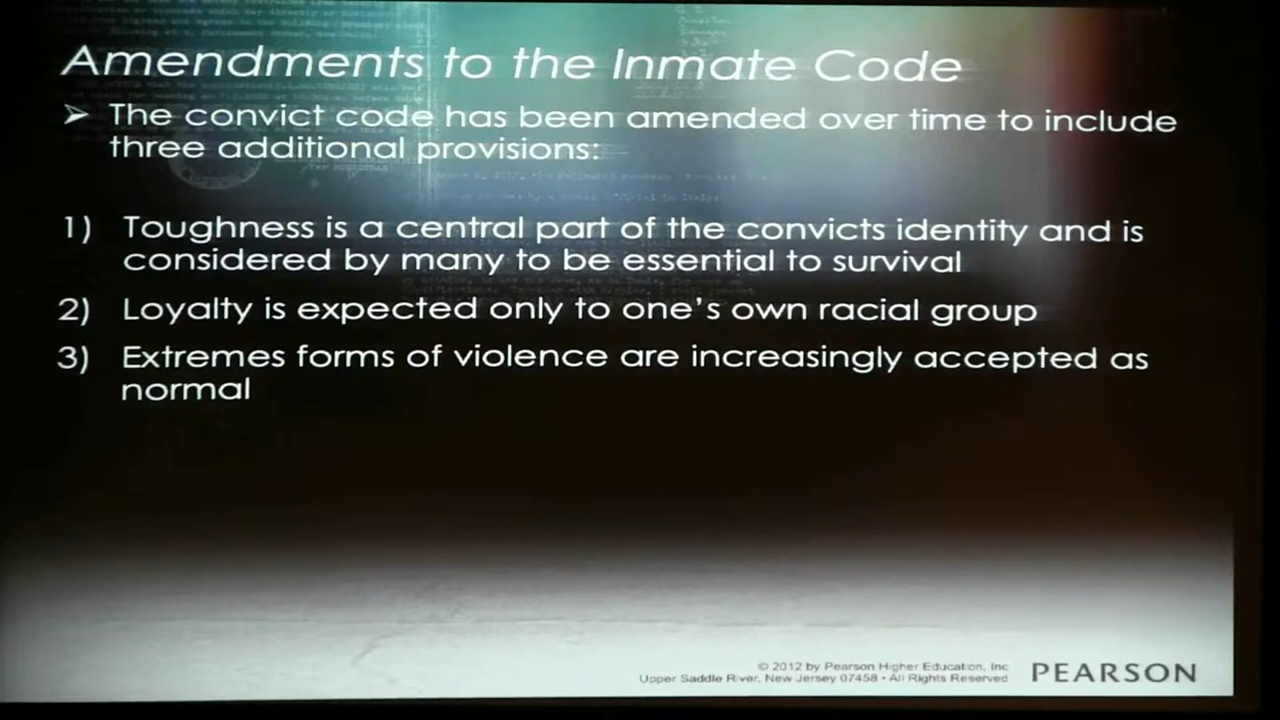 Amendments to the Inmate Code
➢ The convict code has been amended over time to include
three additional provisions:
1) Toughness is a central part of the convicts identity and is
considered by many to be essential to survival
2) Loyalty is expected only to one's own racial group
3) Extremes forms of violence are increasingly accepted as
normal
© 2012 by Pearson Higher Education, Inc
Upper Saddle River, New Jersey 07458 • All Rights Reserved
PEARSON